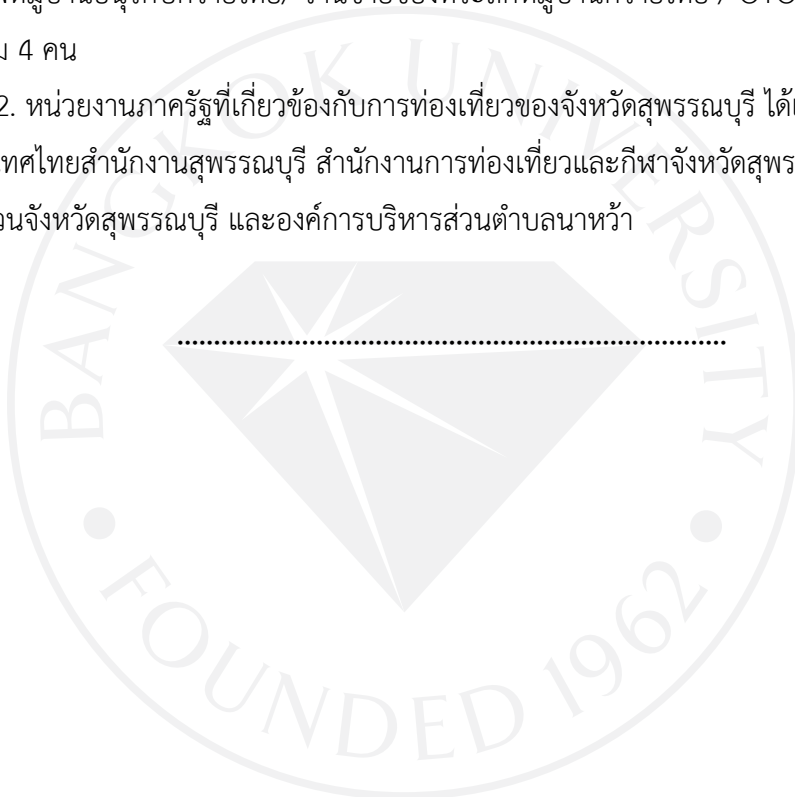 ม 4 คน
2. หน่วยงานภาครัฐที่เกี่ยวข้องกับการท่องเที่ยวของจังหวัดสุพรรณบุรี ได้แ
เทศไทยสำนักงานสุพรรณบุรี สำนักงานการท่องเที่ยวและกีฬาจังหวัดสุพร
วนจังหวัดสุพรรณบุรี และองค์การบริหารส่วนตำบลนาหว้า
...........................................................................
BANGKOK UNIVERSITY
FOUNDED 1962